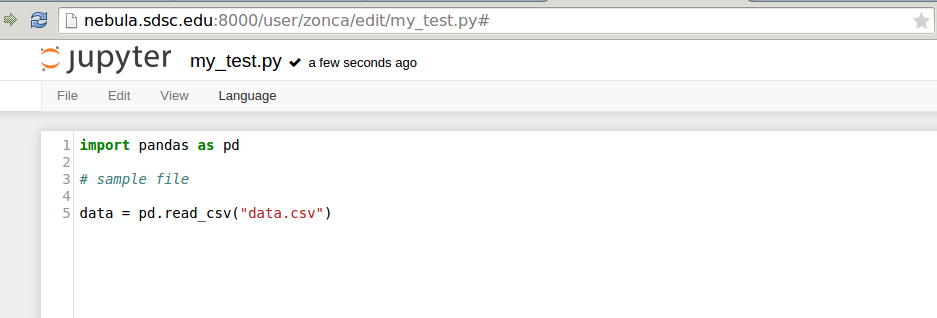 nebula.sdsc.edu:8000/user/zonca/edit/my_test.py#
jupyter my_test.py ✔ a few seconds ago
File Edit View Language
1 import pandas as pd
2
3 # sample file
4
5 data = pd.read_csv("data.csv")